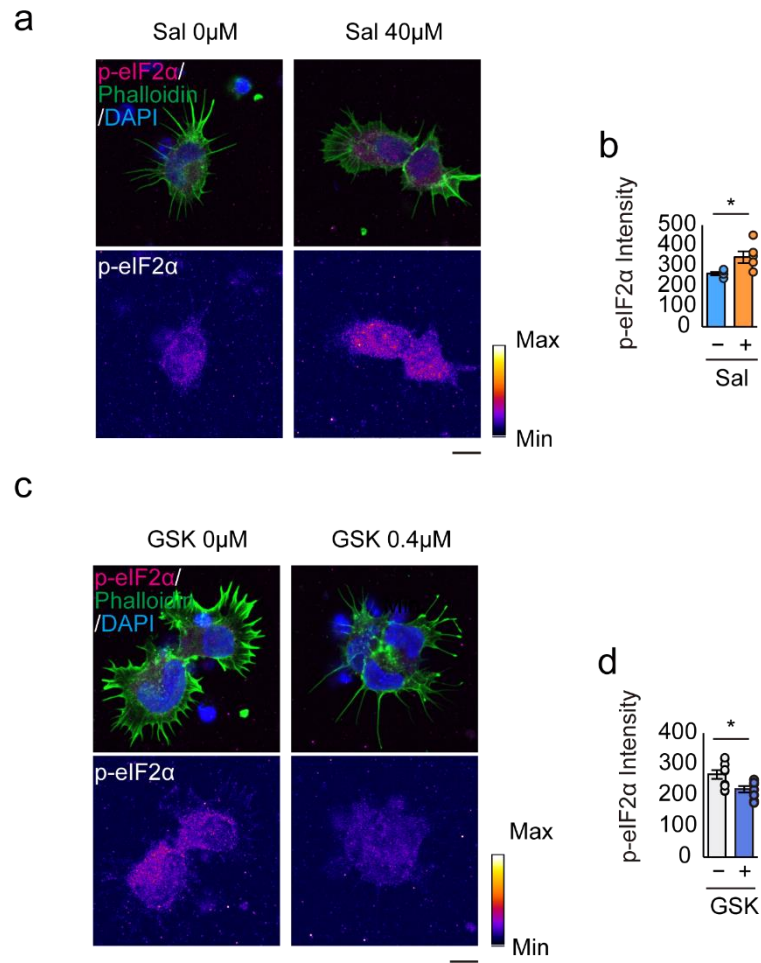 a
Sal 0µM
Sal 40µM
p-eIF2α/
Phalloidin
/DAPI
p-eIF2α
Max
Min
b
p-eIF2α Intensity
500
400
300
200
100
0
−
+
*
Sal
c
GSK 0µM
GSK 0.4µM
p-eIF2α/
Phalloidin
/DAPI
p-eIF2α
Max
Min
d
p-eIF2α Intensity
400
300
200
100
0
−
+
*
GSK